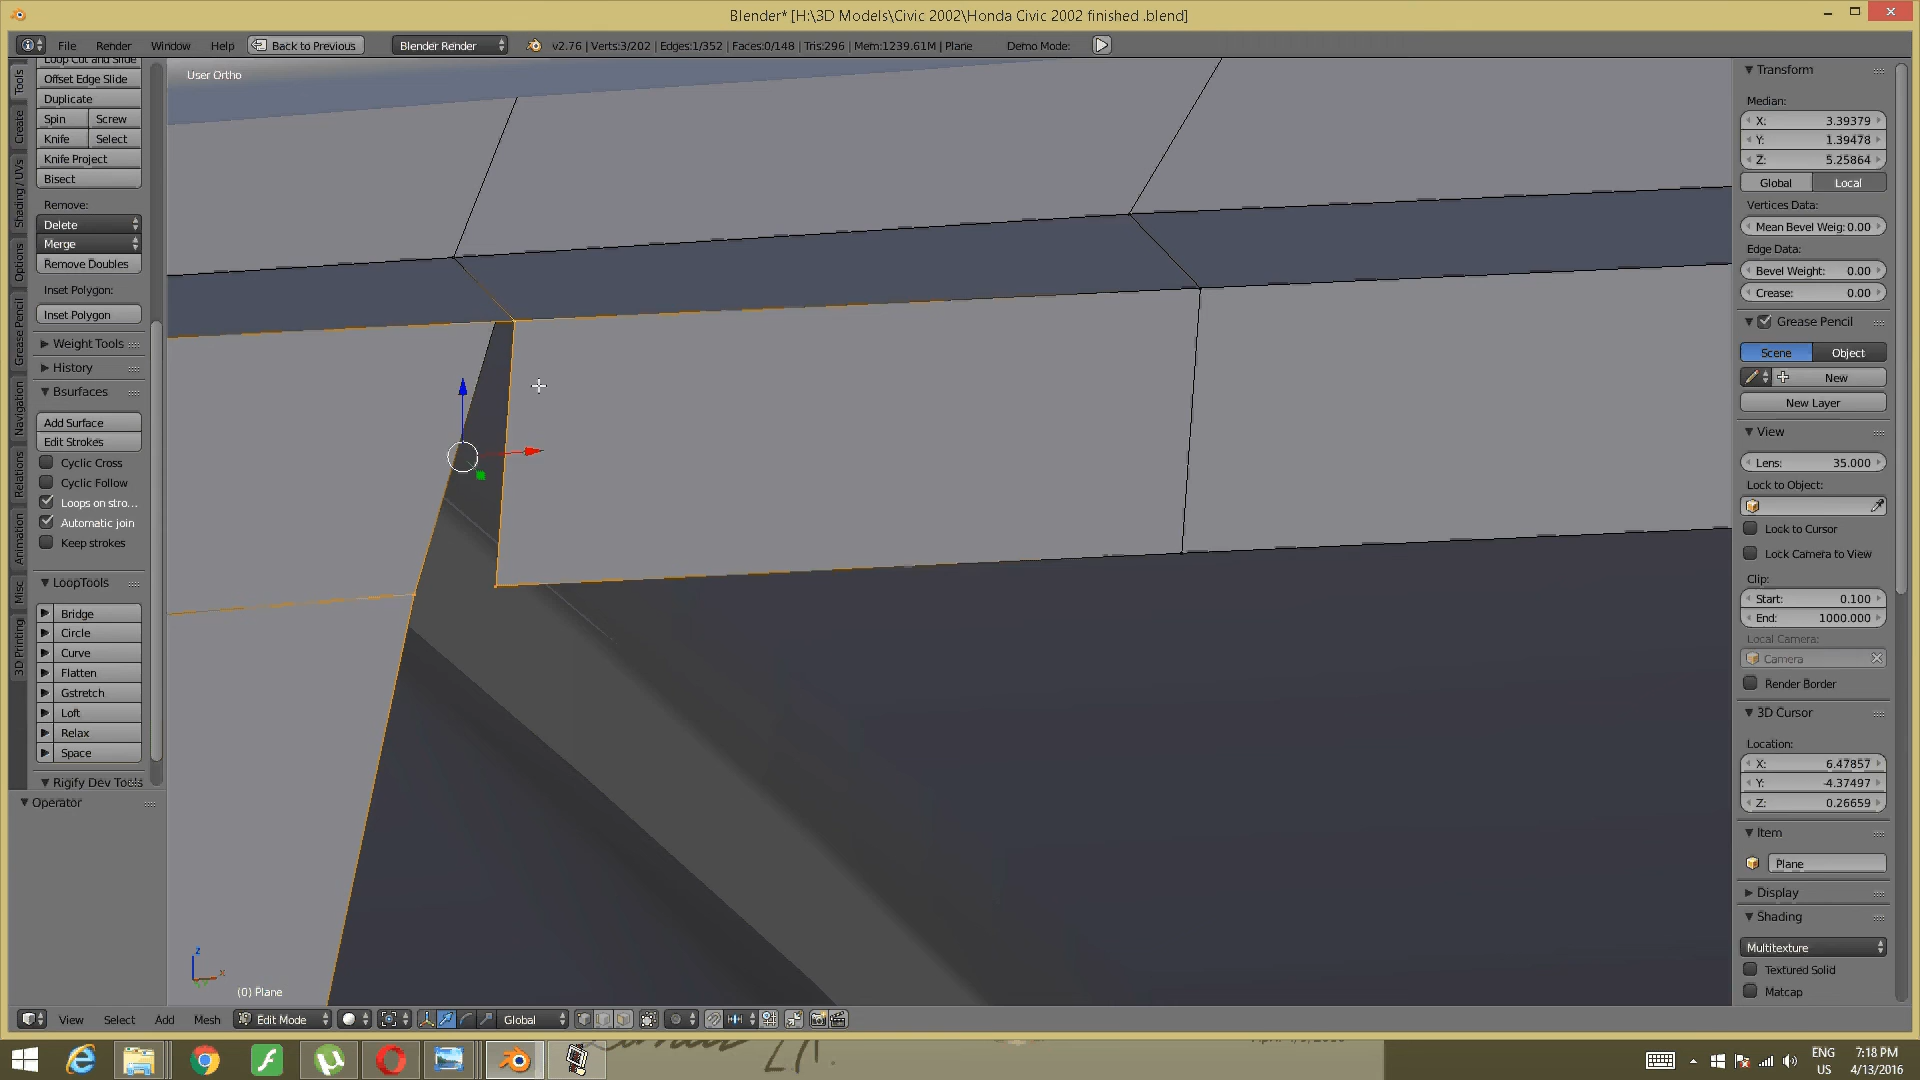 Blender* [H:\3D Models\Civic 2002\Honda Civic 2002 finished .blend]
File Render Window Help Back to Previous Blender Render v2.76 | Verts:3/202 | Edges:1/352 | Faces:0/148 | Tris:296 | Mem:1239.61M | Plane Demo Mode:
User Ortho
Tools
Create
Shading / UVs
Options
Grease Pencil
Navigation
Relations
Animation
Misc
3D Printing
Loop Cut and Slide
Offset Edge Slide
Duplicate
Spin Screw
Knife Select
Knife Project
Bisect
Remove:
Delete
Merge
Remove Doubles
Inset Polygon:
Inset Polygon
Weight Tools
History
Bsurfaces
Add Surface
Edit Strokes
Cyclic Cross
Cyclic Follow
Loops on stro...
Automatic join
Keep strokes
LoopTools
Bridge
Circle
Curve
Flatten
Gstretch
Loft
Relax
Space
Rigify Dev Tools
Operator
z
x
(0) Plane
Transform
Median:
X: 3.39379
Y: 1.39478
Z: 5.25864
Global Local
Vertices Data:
Mean Bevel Weig: 0.00
Edge Data:
Bevel Weight: 0.00
Crease: 0.00
Grease Pencil
Scene Object
New
New Layer
View
Lens: 35.000
Lock to Object:
Lock to Cursor
Lock Camera to View
Clip:
Start: 0.100
End: 1000.000
Local Camera:
Camera
Render Border
3D Cursor
Location:
X: 6.47857
Y: -4.37497
Z: 0.26659
Item
Plane
Display
Shading
Multitexture
Textured Solid
Matcap
View Select Add Mesh Edit Mode Global
ENG
US
7:18 PM
4/13/2016